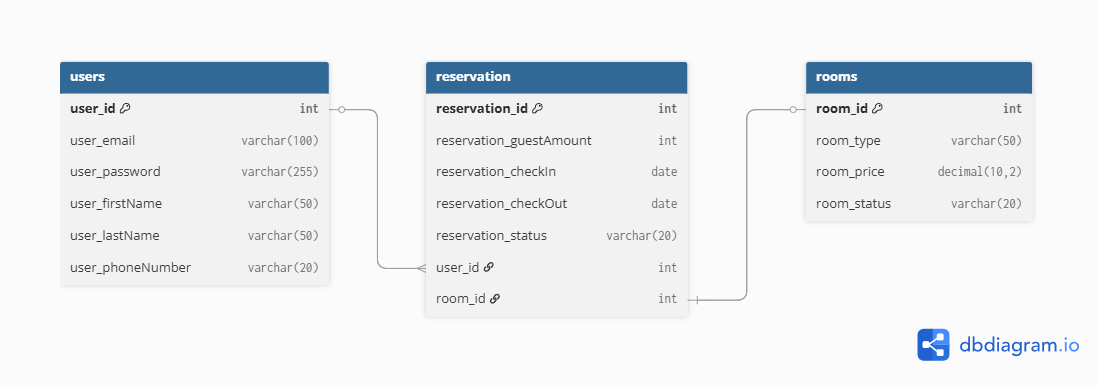 users
user_id int
user_email varchar(100)
user_password varchar(255)
user_firstName varchar(50)
user_lastName varchar(50)
user_phoneNumber varchar(20)
reservation
reservation_id int
reservation_guestAmount int
reservation_checkIn date
reservation_checkOut date
reservation_status varchar(20)
user_id int
room_id int
rooms
room_id int
room_type varchar(50)
room_price decimal(10,2)
room_status varchar(20)
dbdiagram.io